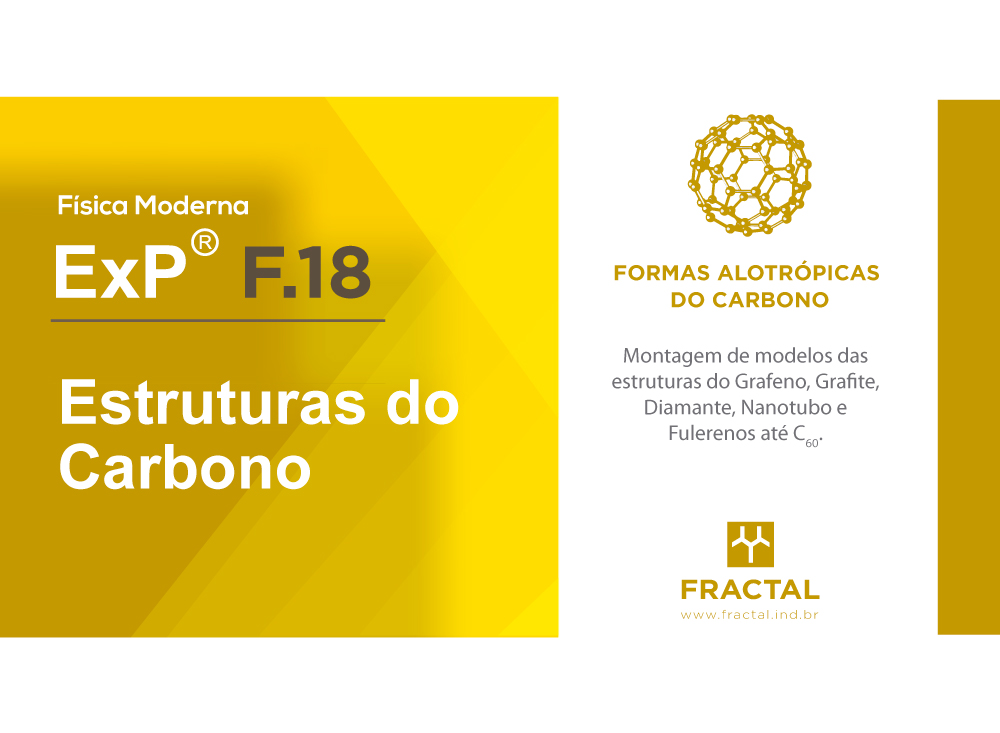 Física Moderna
ExP® F.18
Estruturas do
Carbono
FORMAS ALOTRÓPICAS
DO CARBONO
Montagem de modelos das
estruturas do Grafeno, Grafite,
Diamante, Nanotubo e
Fulerenos até C₆₀.
FRACTAL
www.fractal.ind.br